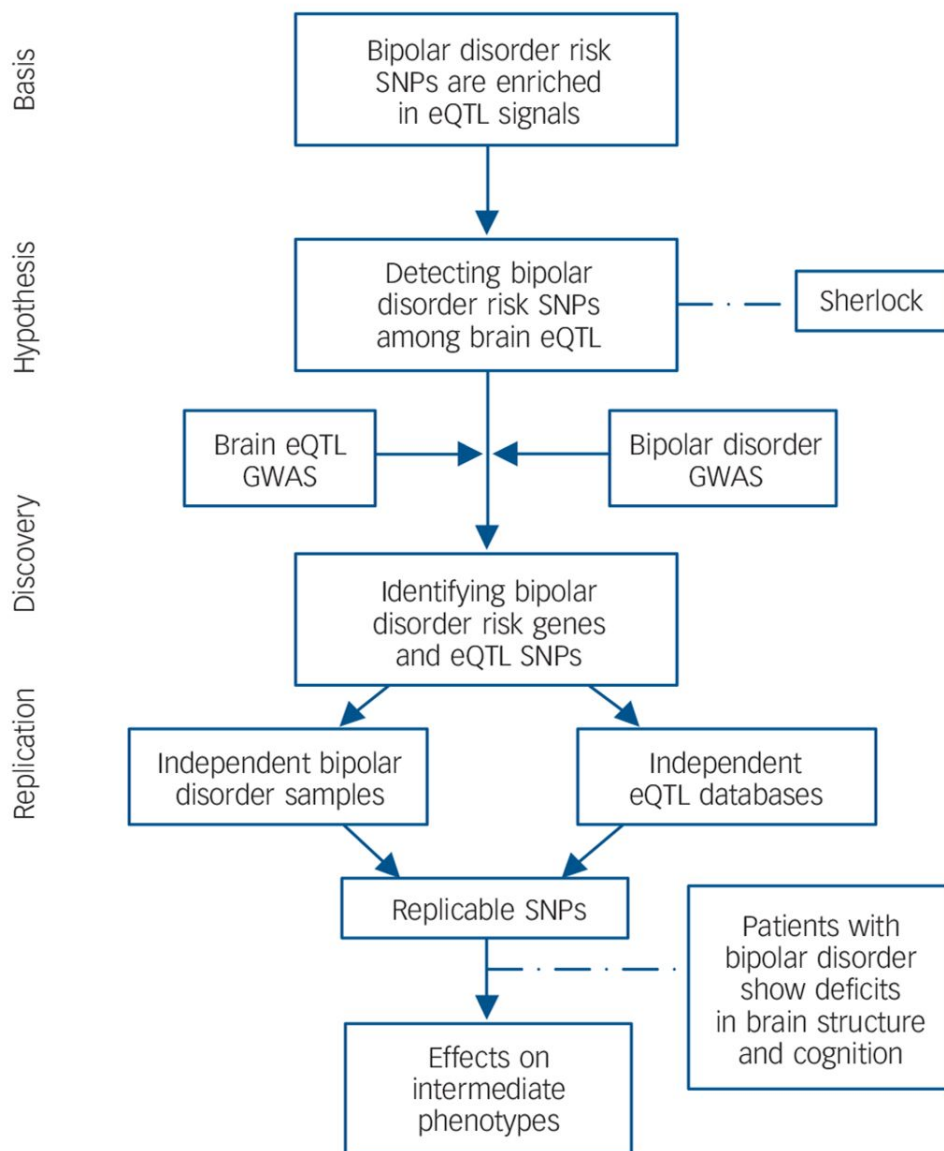 Basis
Bipolar disorder risk
SNPs are enriched
in eQTL signals
Hypothesis
Detecting bipolar
disorder risk SNPs
among brain eQTL
Sherlock
Brain eQTL
GWAS
Bipolar disorder
GWAS
Discovery
Identifying bipolar
disorder risk genes
and eQTL SNPs
Replication
Independent bipolar
disorder samples
Independent
eQTL databases
Replicable SNPs
Patients with
bipolar disorder
show deficits
in brain structure
and cognition
Effects on
intermediate
phenotypes